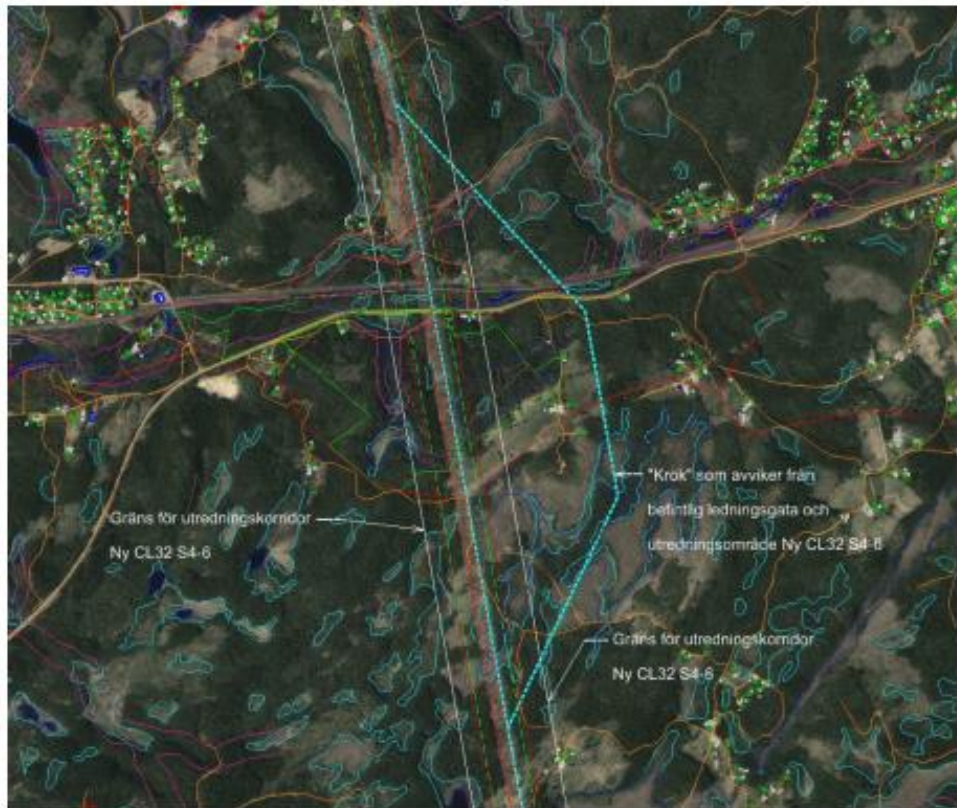 "Krok" som avviker från
befintlig ledningsgata och
utredningsområde Ny CL32 S4-6
Gräns för utredningskorridor
Ny CL32 S4-6
Gräns för utredningskorridor
Ny CL32 S4-6